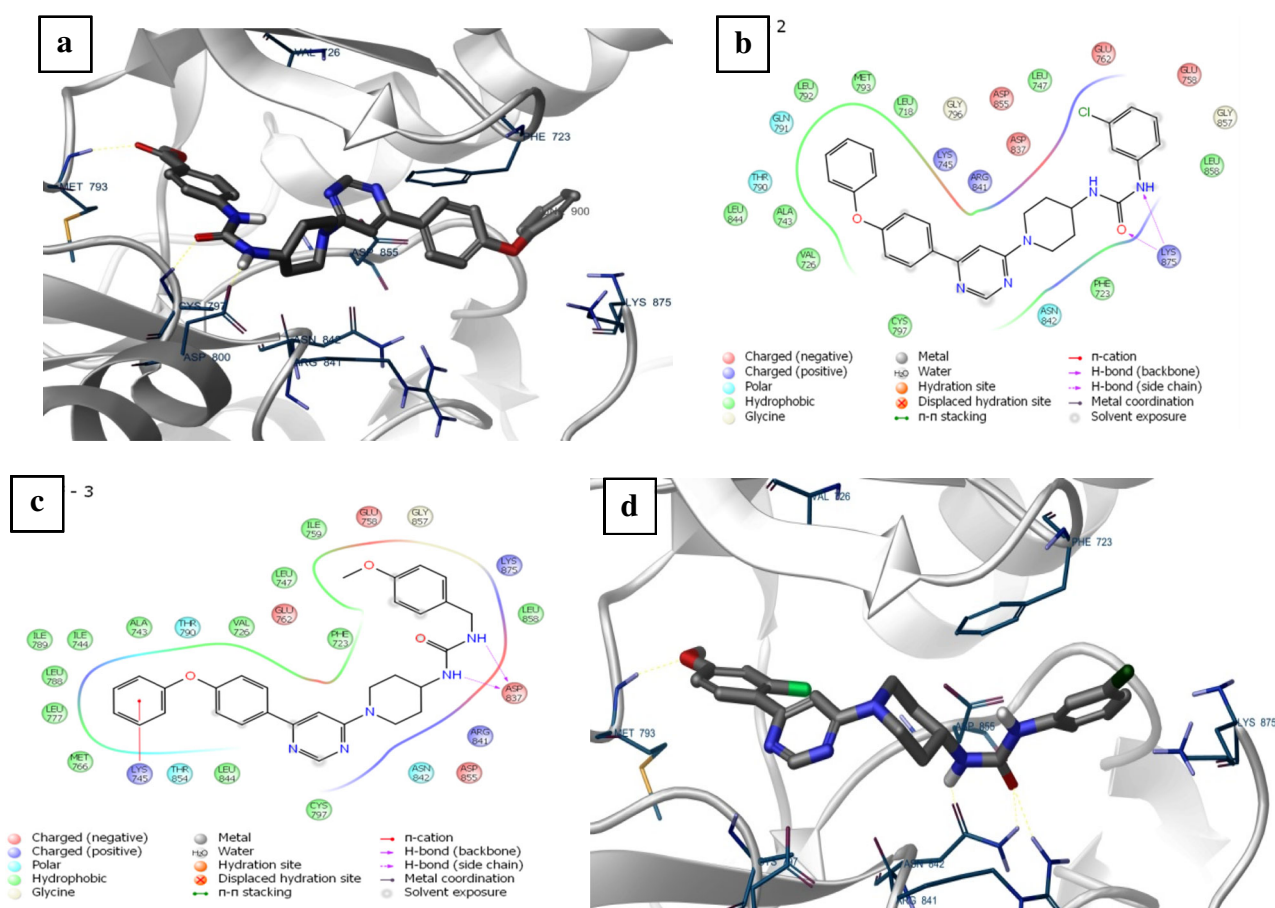 a
VAL 726
PHE 723
MET 793
900
ASP 855
LYS 875
CYS 797
ASN 842
ASP 800
ARG 841
b
2
GLU 762
LEU 792
MET 793
LEU 747
GLU 758
ASP 855
LEU 718
GLY 796
GLN 791
Cl
GLY 857
ASP 837
LYS 745
ARG 841
LEU 858
THR 790
H
N
NH
LEU 844
ALA 743
O
O
N
LYS 875
VAL 726
PHE 723
N
N
ASN 842
CYS 797
Charged (negative)
Charged (positive)
Polar
Hydrophobic
Glycine
Metal
H₂O Water
Hydration site
Displaced hydration site
π-π stacking
π-cation
H-bond (backbone)
H-bond (side chain)
Metal coordination
Solvent exposure
c
- 3
GLU 758
GLY 857
ILE 759
O
LYS 875
LEU 747
GLU 762
LEU 858
ALA 743
THR 790
VAL 726
PHE 723
ILE 789
ILE 744
O
NH
LEU 788
O
NH
ASP 837
LEU 777
N
ARG 841
MET 766
LYS 745
THR 854
LEU 844
N
N
ASN 842
ASP 855
CYS 797
Charged (negative)
Charged (positive)
Polar
Hydrophobic
Glycine
Metal
H₂O Water
Hydration site
Displaced hydration site
π-π stacking
π-cation
H-bond (backbone)
H-bond (side chain)
Metal coordination
Solvent exposure
d
VAL 726
PHE 723
MET 793
ASP 855
LYS 875
ASN 842
ARG 841